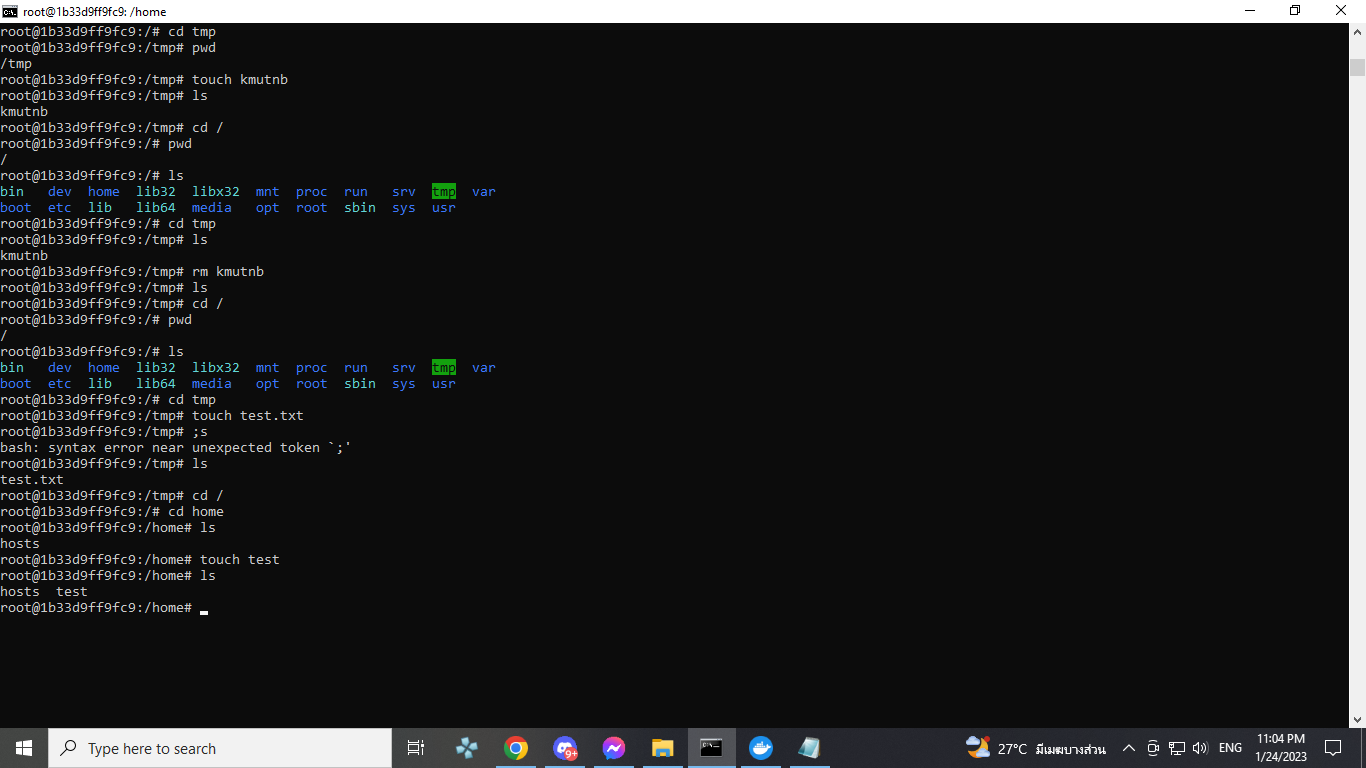 root@1b33d9ff9fc9: /home
root@1b33d9ff9fc9:/# cd tmp
root@1b33d9ff9fc9:/tmp# pwd
/tmp
root@1b33d9ff9fc9:/tmp# touch kmutnb
root@1b33d9ff9fc9:/tmp# ls
kmutnb
root@1b33d9ff9fc9:/tmp# cd /
root@1b33d9ff9fc9:/# pwd
/
root@1b33d9ff9fc9:/# ls
bin   dev  home  lib32  libx32  mnt  proc  run   srv  tmp  var
boot  etc  lib   lib64  media   opt  root  sbin  sys  usr
root@1b33d9ff9fc9:/# cd tmp
root@1b33d9ff9fc9:/tmp# ls
kmutnb
root@1b33d9ff9fc9:/tmp# rm kmutnb
root@1b33d9ff9fc9:/tmp# ls
root@1b33d9ff9fc9:/tmp# cd /
root@1b33d9ff9fc9:/# pwd
/
root@1b33d9ff9fc9:/# ls
bin   dev  home  lib32  libx32  mnt  proc  run   srv  tmp  var
boot  etc  lib   lib64  media   opt  root  sbin  sys  usr
root@1b33d9ff9fc9:/# cd tmp
root@1b33d9ff9fc9:/tmp# touch test.txt
root@1b33d9ff9fc9:/tmp# ;s
bash: syntax error near unexpected token `;'
root@1b33d9ff9fc9:/tmp# ls
test.txt
root@1b33d9ff9fc9:/tmp# cd /
root@1b33d9ff9fc9:/# cd home
root@1b33d9ff9fc9:/home# ls
hosts
root@1b33d9ff9fc9:/home# touch test
root@1b33d9ff9fc9:/home# ls
hosts  test
root@1b33d9ff9fc9:/home#
Type here to search
9+
27°C มีเมฆบางส่วน
ENG
11:04 PM
1/24/2023